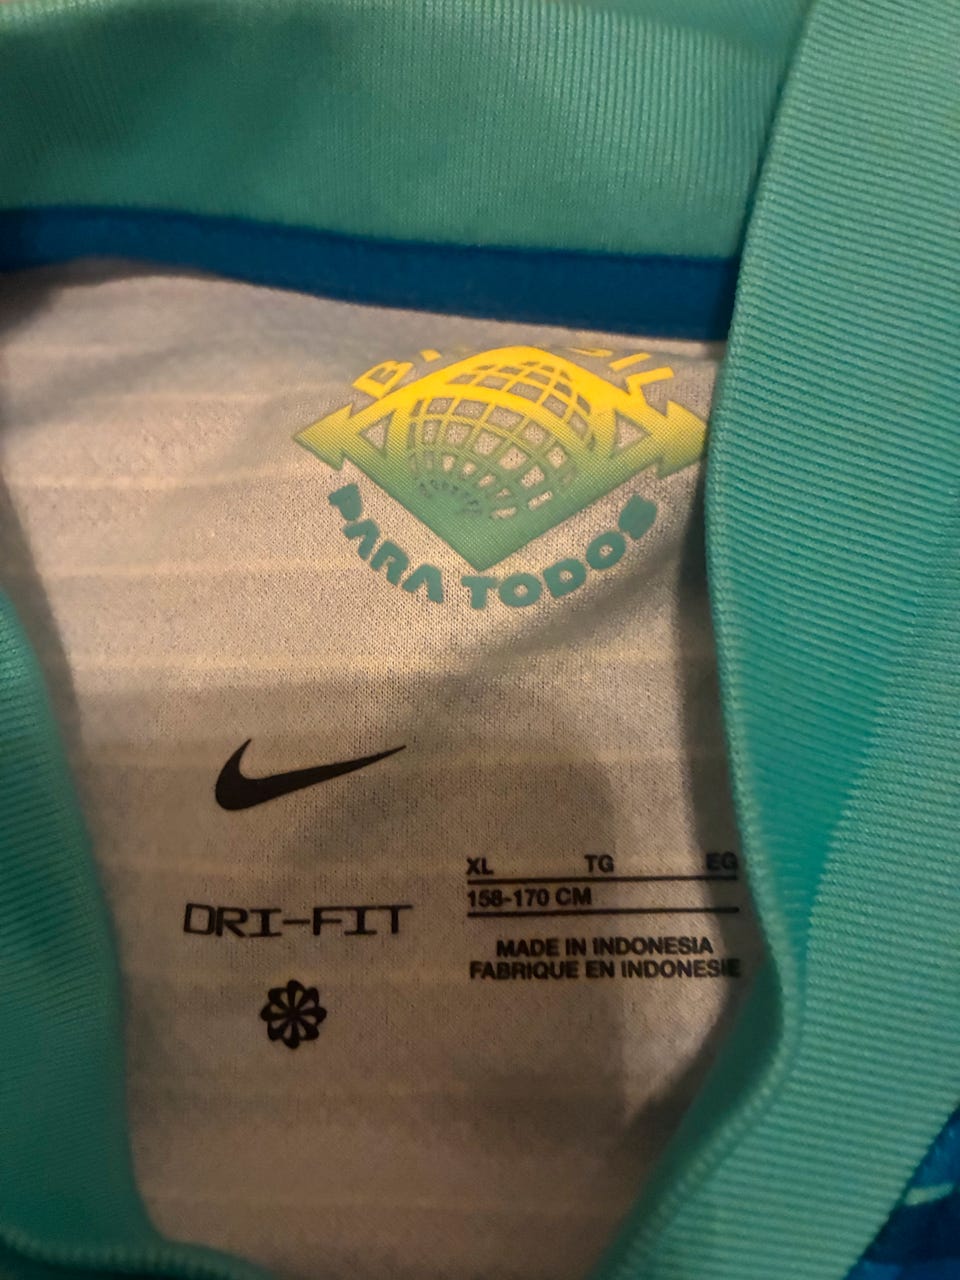 PARA TODOS
DRI-FIT
XL TG EG
158-170 CM
MADE IN INDONESIA
FABRIQUE EN INDONESIE